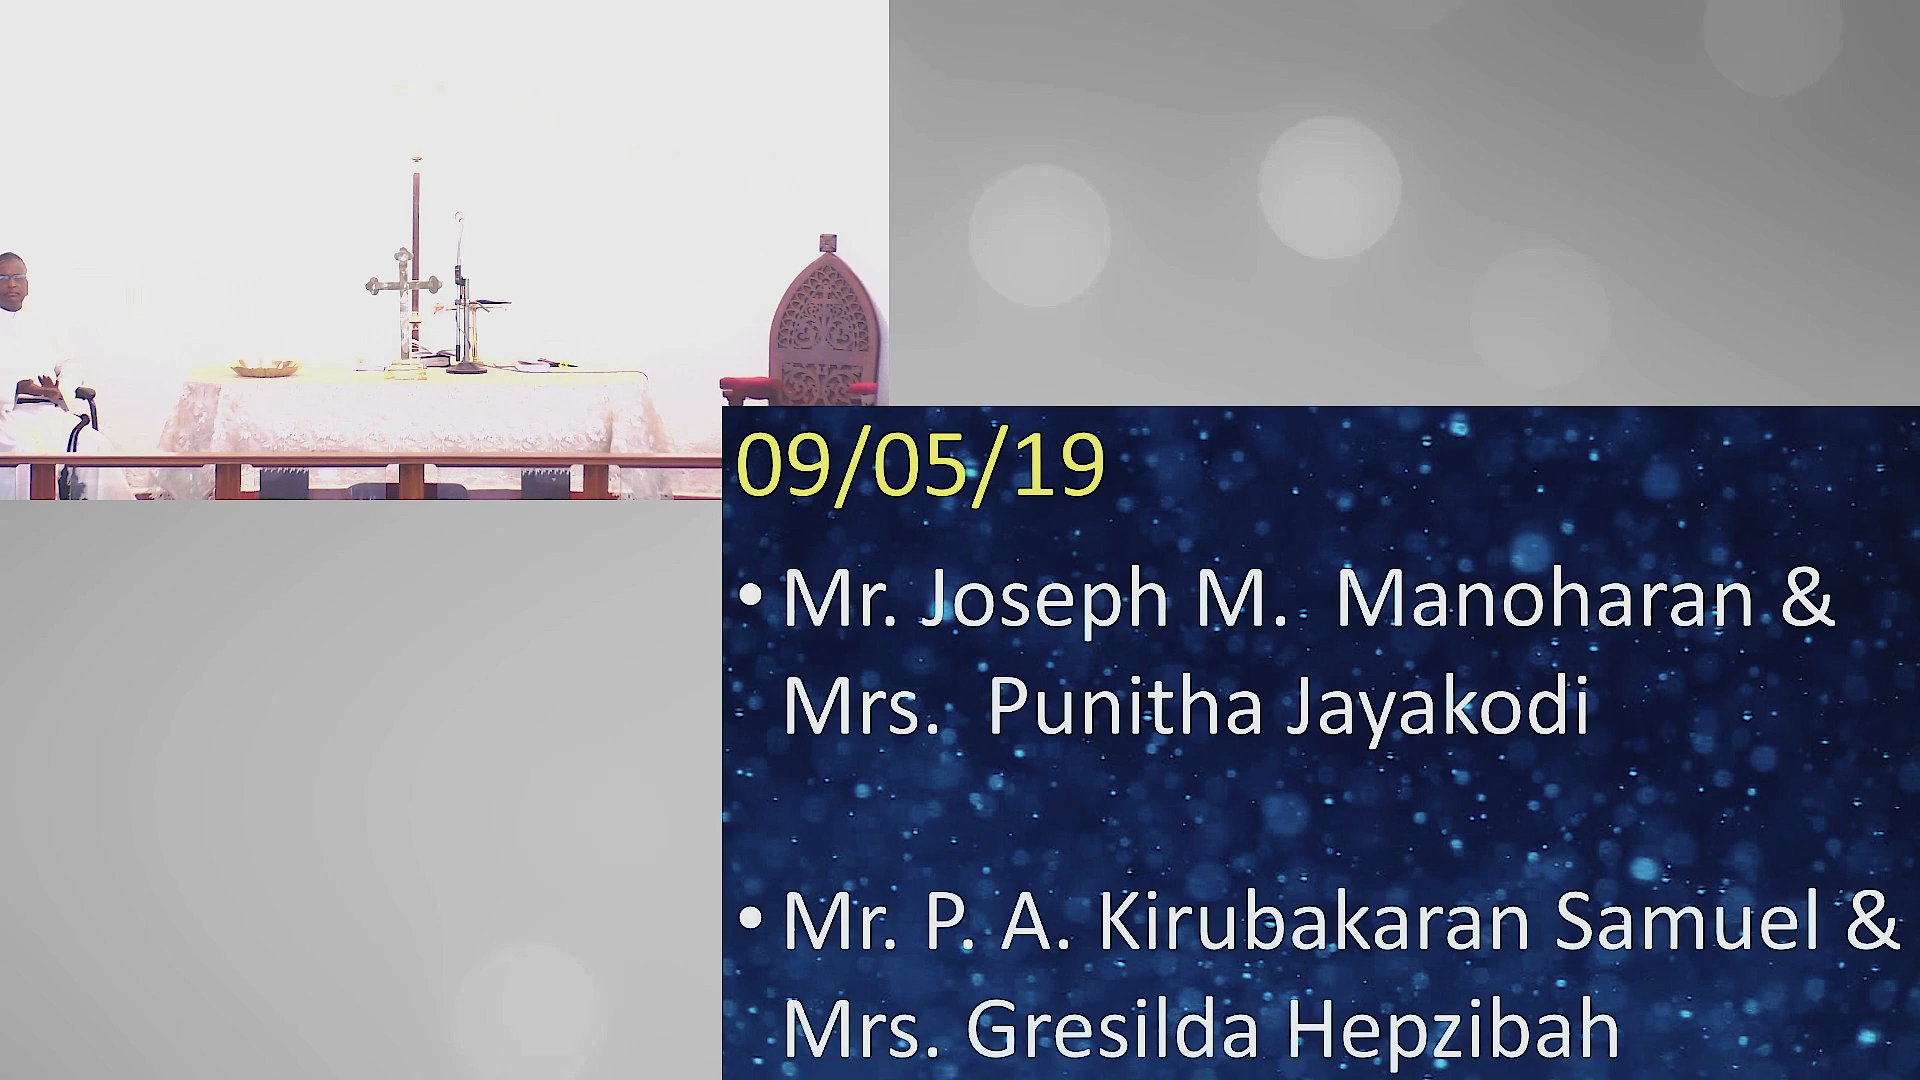 09/05/19
• Mr. Joseph M. Manoharan &
Mrs. Punitha Jayakodi
• Mr. P. A. Kirubakaran Samuel &
Mrs. Gresilda Hepzibah